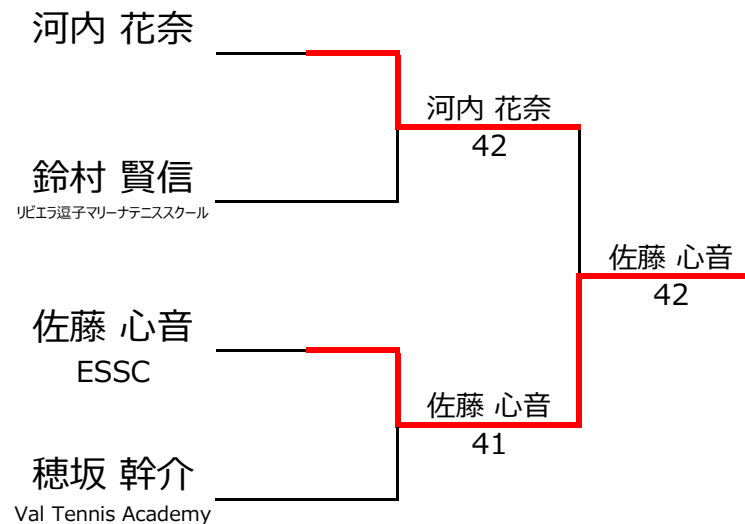 河内 花奈
河内 花奈
42
鈴村 賢信
リビエラ逗子マリーナテニススクール
佐藤 心音
42
佐藤 心音
ESSC
佐藤 心音
41
穂坂 幹介
Val Tennis Academy